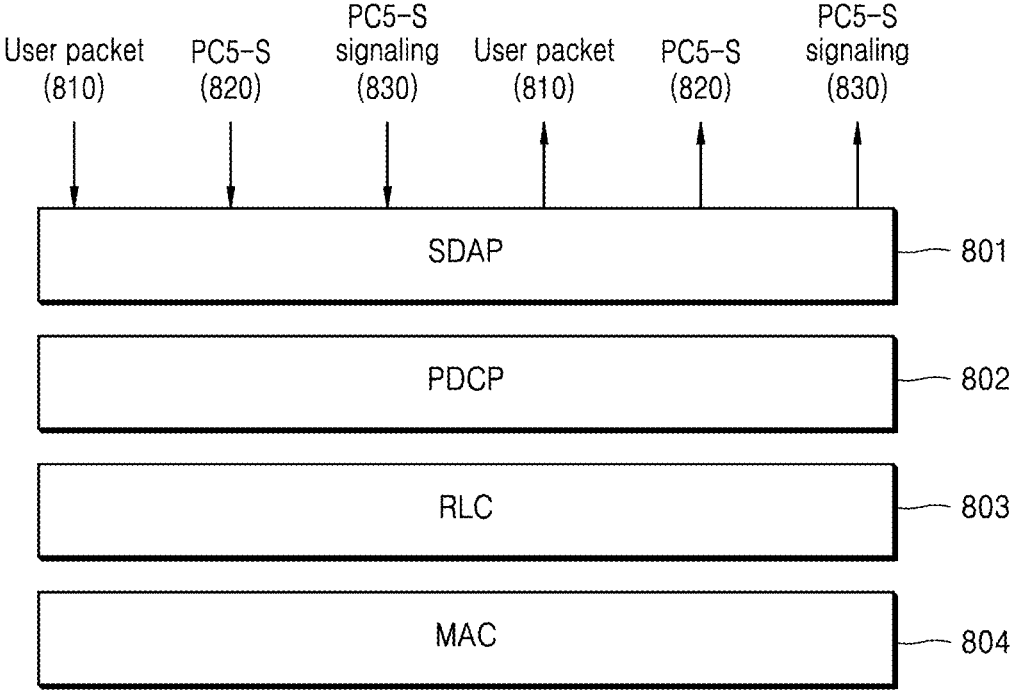 User packet
(810)
PC5-S
(820)
PC5-S
signaling
(830)
User packet
(810)
PC5-S
(820)
PC5-S
signaling
(830)
SDAP
801
PDCP
802
RLC
803
MAC
804